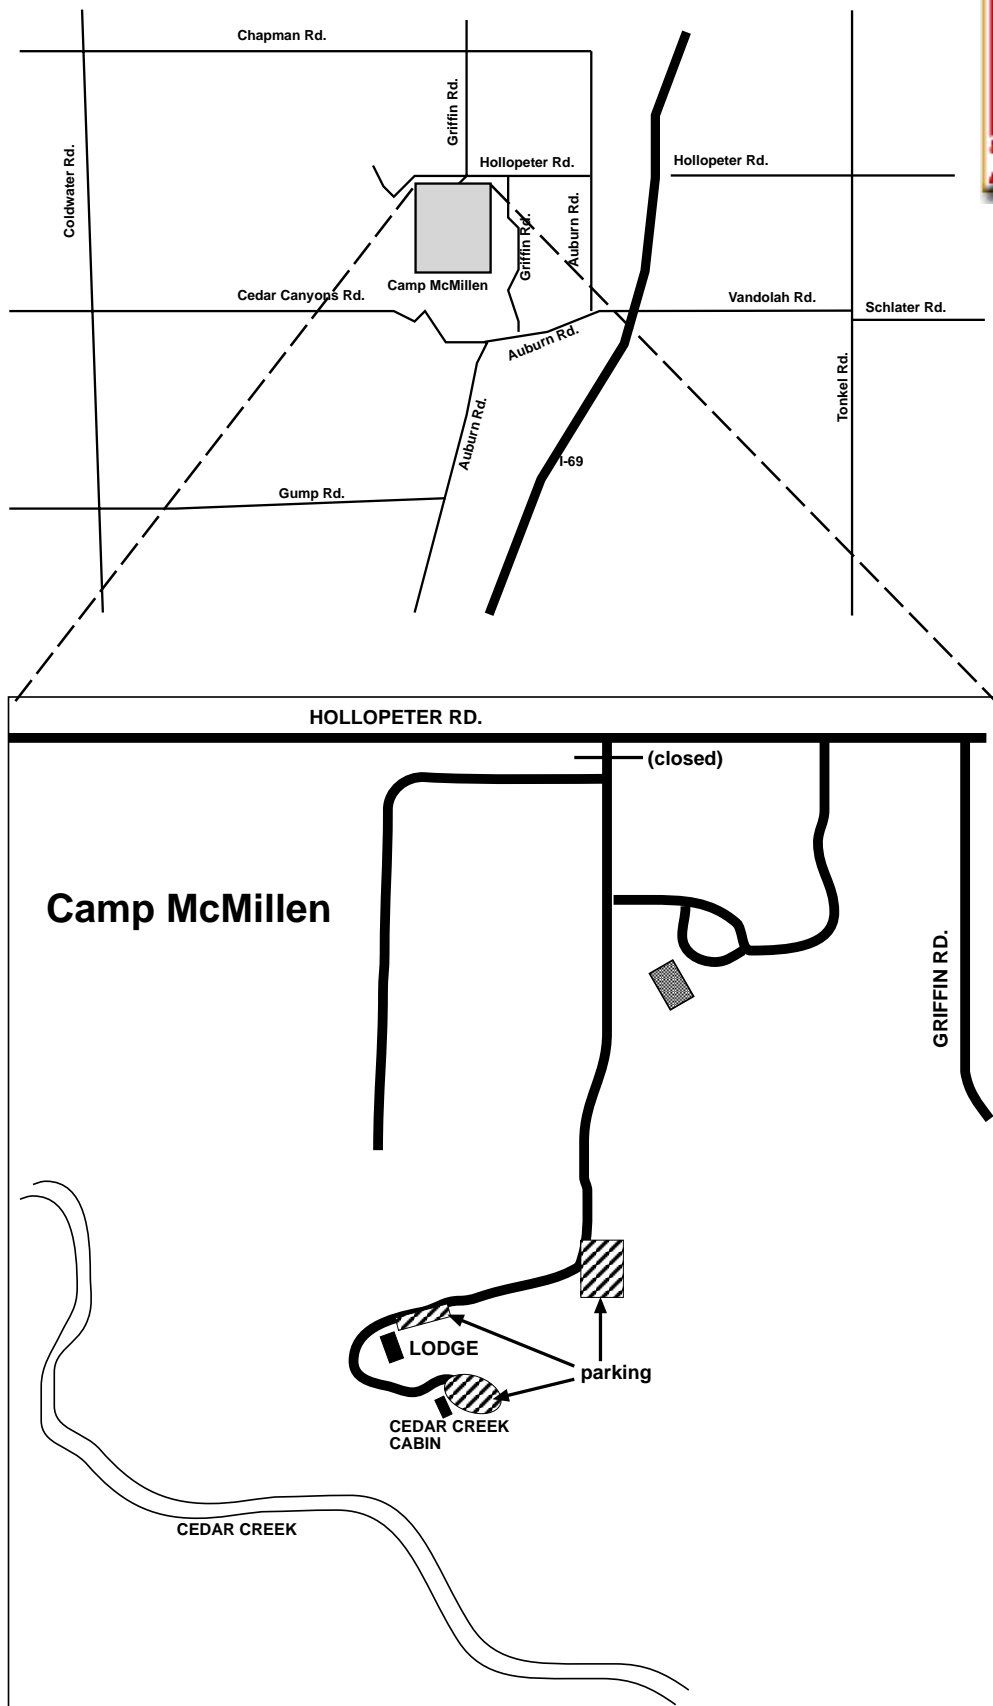 Chapman Rd.
Griffin Rd.
Coldwater Rd.
Hollopeter Rd.
Hollopeter Rd.
Griffin Rd.
Auburn Rd.
Camp McMillen
Cedar Canyons Rd.
Vandolah Rd.
Schlater Rd.
Auburn Rd.
Tonkel Rd.
Auburn Rd.
I-69
Gump Rd.
HOLLOPETER RD.
(closed)
Camp McMillen
GRIFFIN RD.
LODGE
parking
CEDAR CREEK
CABIN
CEDAR CREEK